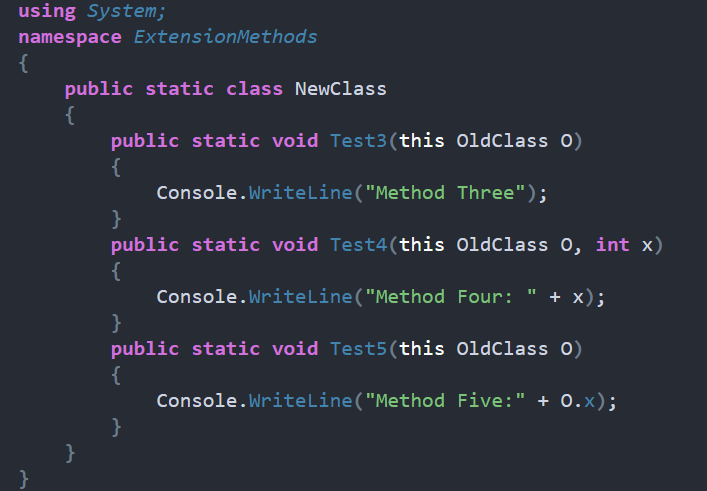 using System;
namespace ExtensionMethods
{
    public static class NewClass
    {
        public static void Test3(this OldClass O)
        {
            Console.WriteLine("Method Three");
        }
        public static void Test4(this OldClass O, int x)
        {
            Console.WriteLine("Method Four: " + x);
        }
        public static void Test5(this OldClass O)
        {
            Console.WriteLine("Method Five:" + O.x);
        }
    }
}